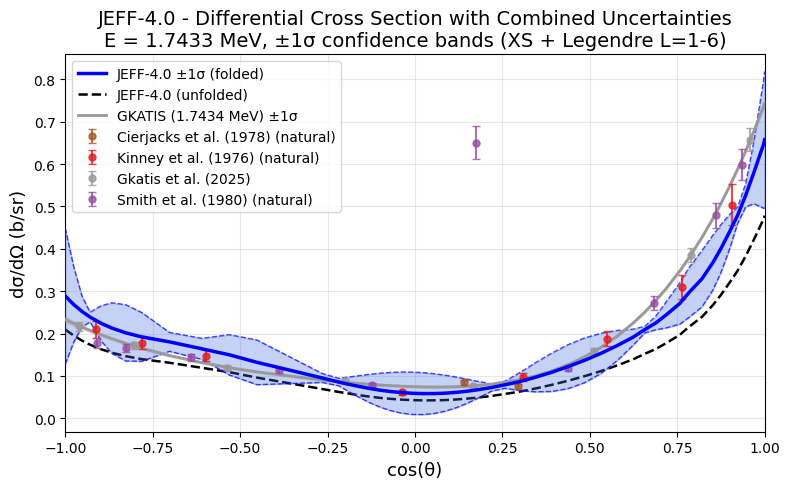 JEFF-4.0 - Differential Cross Section with Combined Uncertainties
E = 1.7433 MeV, ±1σ confidence bands (XS + Legendre L=1-6)
JEFF-4.0 ±1σ (folded)
JEFF-4.0 (unfolded)
GKATIS (1.7434 MeV) ±1σ
Cierjacks et al. (1978) (natural)
Kinney et al. (1976) (natural)
Gkatis et al. (2025)
Smith et al. (1980) (natural)
dσ/dΩ (b/sr)
0.8
0.7
0.6
0.5
0.4
0.3
0.2
0.1
0.0
−1.00 −0.75 −0.50 −0.25 0.00 0.25 0.50 0.75 1.00
cos(θ)